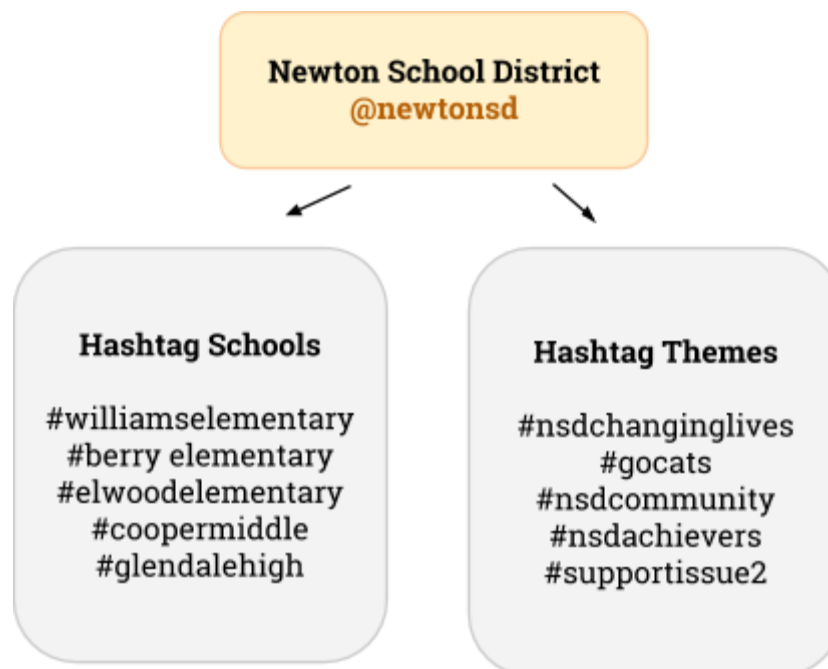 Newton School District
@newtonsd
Hashtag Schools
#williamselementary
#berry elementary
#elwoodelementary
#coopermiddle
#glendalehigh
Hashtag Themes
#nsdchanginglives
#gocats
#nsdcommunity
#nsdachievers
#supportissue2